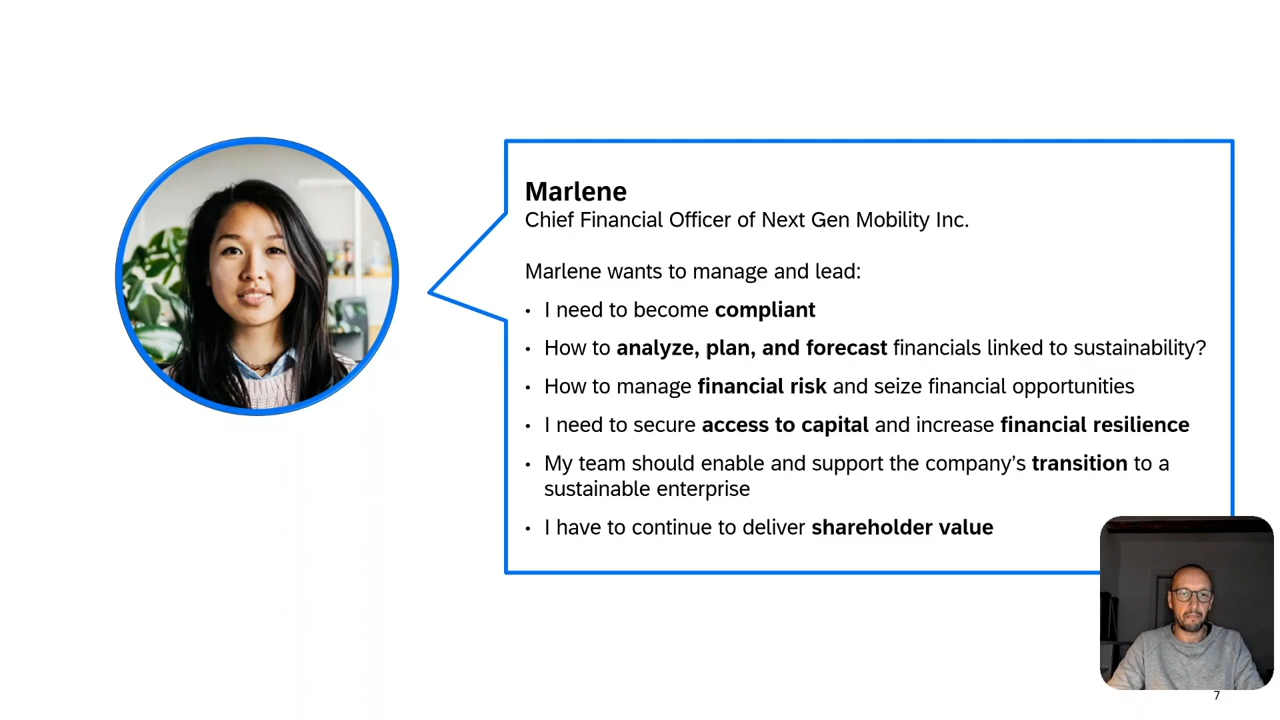 Marlene
Chief Financial Officer of Next Gen Mobility Inc.
Marlene wants to manage and lead:
• I need to become compliant
• How to analyze, plan, and forecast financials linked to sustainability?
• How to manage financial risk and seize financial opportunities
• I need to secure access to capital and increase financial resilience
• My team should enable and support the company’s transition to a
sustainable enterprise
• I have to continue to deliver shareholder value
7